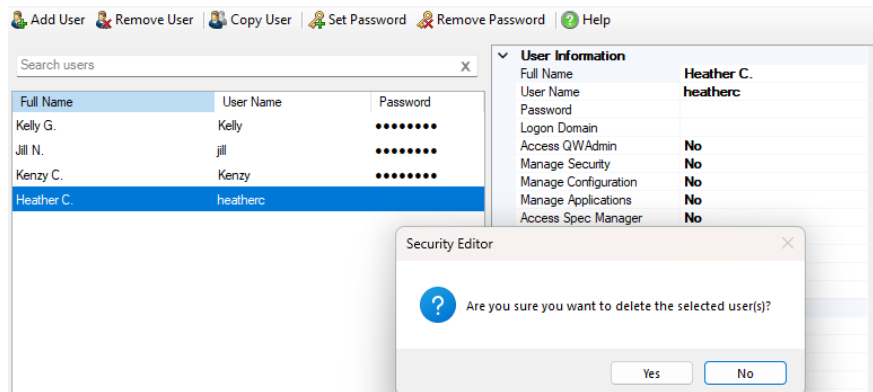 Add User Remove User Copy User Set Password Remove Password Help
Search users X
Full Name User Name Password
Kelly G. Kelly ●●●●●●●●
Jill N. jill ●●●●●●●●
Kenzy C. Kenzy ●●●●●●●●
Heather C. heatherc
User Information
Full Name Heather C.
User Name heatherc
Password
Logon Domain
Access QWAdmin No
Manage Security No
Manage Configuration No
Manage Applications No
Access Spec Manager No
Security Editor
Are you sure you want to delete the selected user(s)?
Yes No